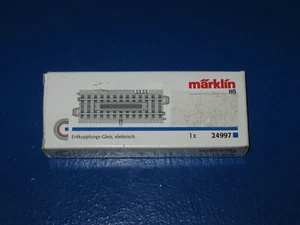 märklin
H0
Entkupplungs-Gleis, elektrisch.
1x 24997